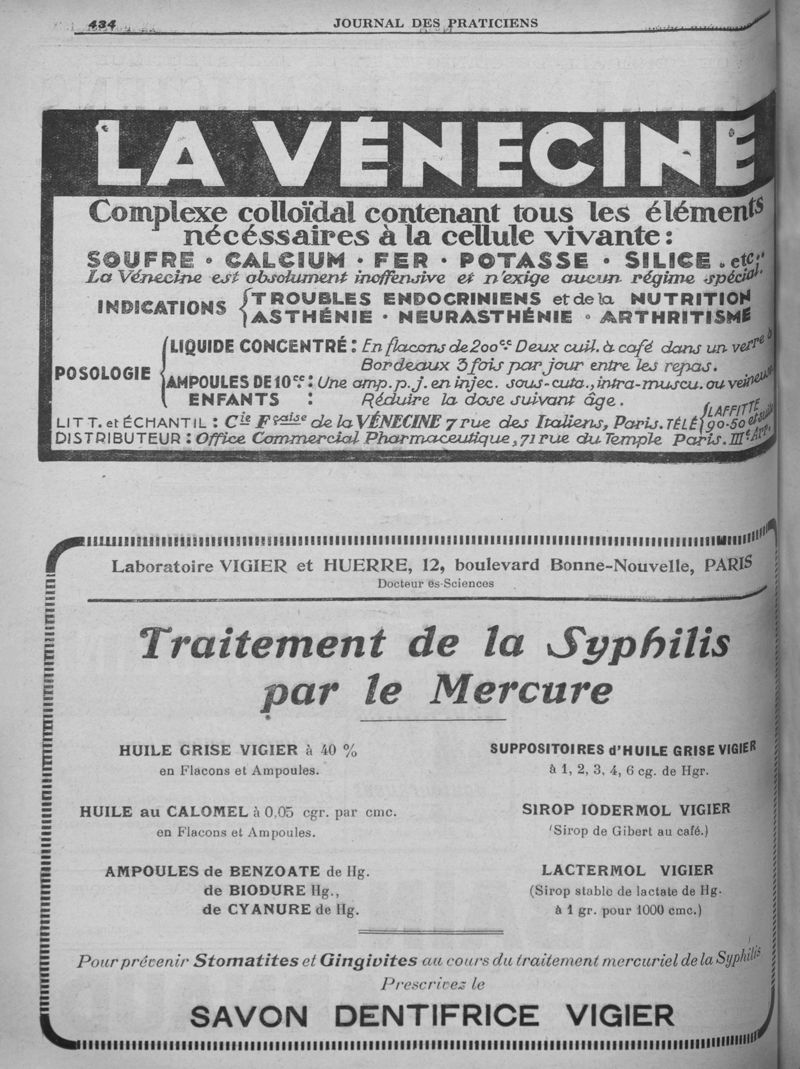 434
JOURNAL DES PRATICIENS
LA VÉNECINE
Complexe colloïdal contenant tous les éléments
nécéssaires à la cellule vivante :
SOUFRE • CALCIUM • FER • POTASSE • SILICE . etc;
La Vénecine est absolument inoffensive et n'exige aucun régime spécial.
INDICATIONS { TROUBLES ENDOCRINIENS et de la NUTRITION
ASTHÉNIE • NEURASTHÉNIE • ARTHRITISME
LIQUIDE CONCENTRÉ : En flacons de 200cc. Deux cuil. à café dans un verre à
Bordeaux 3 fois par jour entre les repas.
POSOLOGIE { AMPOULES DE 10cc : Une amp. p. j. en injec. sous-cuta., intra-muscu. ou veineuse
ENFANTS : Réduire la dose suivant âge.
LITT. et ÉCHANTIL : Cie Fçaise de la VÉNECINE 7 rue des Italiens, Paris. TÉLÉ { LAFFITTE
90-50 et suiv
DISTRIBUTEUR : Office Commercial Pharmaceutique, 71 rue du Temple Paris. IIIe Arr.
Laboratoire VIGIER et HUERRE, 12, boulevard Bonne-Nouvelle, PARIS
Docteur ès-Sciences
Traitement de la Syphilis
par le Mercure
HUILE GRISE VIGIER à 40 %
en Flacons et Ampoules.
HUILE au CALOMEL à 0,05 cgr. par cmc.
en Flacons et Ampoules.
AMPOULES de BENZOATE de Hg.
de BIODURE Hg.,
de CYANURE de Hg.
SUPPOSITOIRES d'HUILE GRISE VIGIER
à 1, 2, 3, 4, 6 cg. de Hgr.
SIROP IODERMOL VIGIER
(Sirop de Gibert au café.)
LACTERMOL VIGIER
(Sirop stable de lactate de Hg.
à 1 gr. pour 1000 cmc.)
Pour prévenir Stomatites et Gingivites au cours du traitement mercuriel de la Syphilis
Prescrivez le
SAVON DENTIFRICE VIGIER